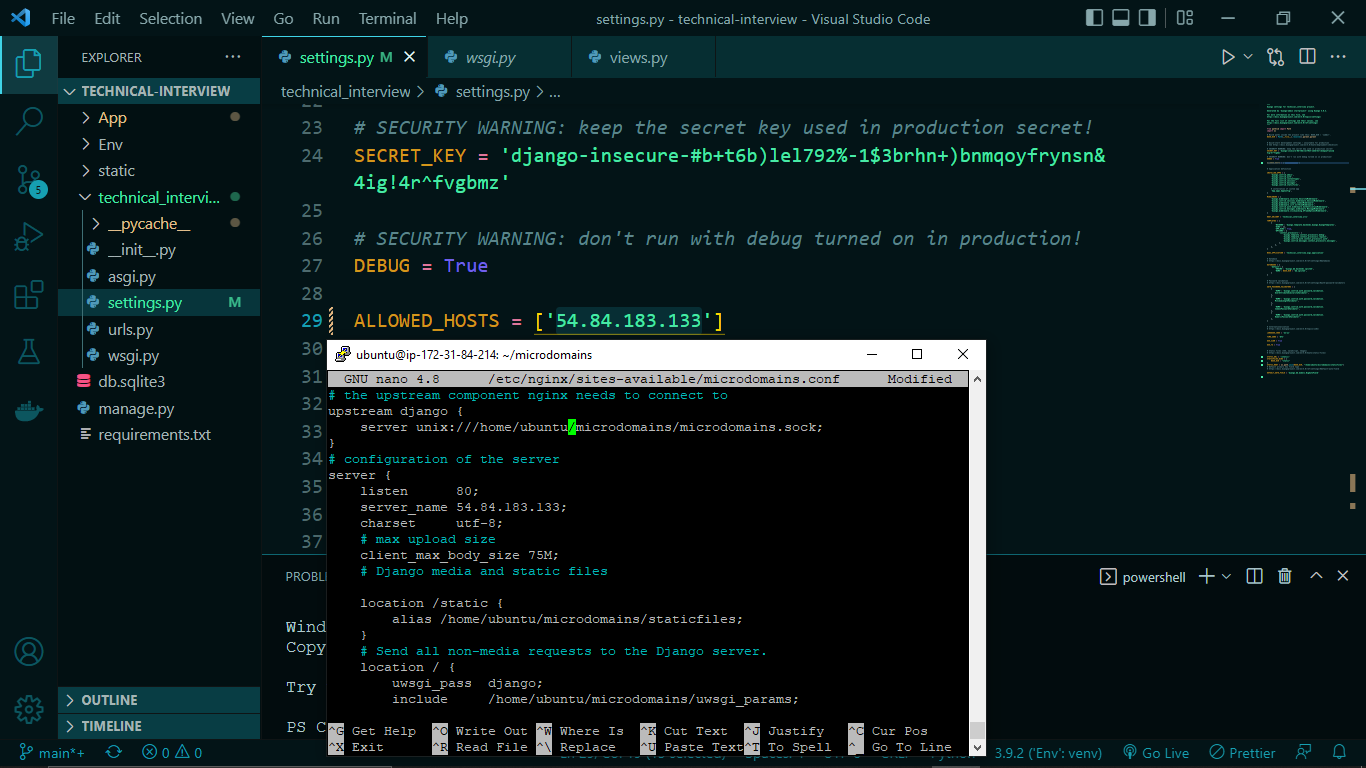 File Edit Selection View Go Run Terminal Help
settings.py - technical-interview - Visual Studio Code
EXPLORER
TECHNICAL-INTERVIEW
App
Env
static
technical_intervi...
__pycache__
__init__.py
asgi.py
settings.py M
urls.py
wsgi.py
db.sqlite3
manage.py
requirements.txt
OUTLINE
TIMELINE
5
settings.py M
wsgi.py
views.py
technical_interview > settings.py > ...
23 # SECURITY WARNING: keep the secret key used in production secret!
24 SECRET_KEY = 'django-insecure-#b+t6b)lel792%-1$3brhn+)bnmqoyfrynsn&
4ig!4r^fvgbmz'
25
26 # SECURITY WARNING: don't run with debug turned on in production!
27 DEBUG = True
28
29 ALLOWED_HOSTS = ['54.84.183.133']
30
31
32
33
34
35
36
37
ubuntu@ip-172-31-84-214: ~/microdomains
GNU nano 4.8 /etc/nginx/sites-available/microdomains.conf Modified
# the upstream component nginx needs to connect to
upstream django {
server unix:///home/ubuntu/microdomains/microdomains.sock;
}
# configuration of the server
server {
listen 80;
server_name 54.84.183.133;
charset utf-8;
# max upload size
client_max_body_size 75M;
# Django media and static files
location /static {
alias /home/ubuntu/microdomains/staticfiles;
}
# Send all non-media requests to the Django server.
location / {
uwsgi_pass django;
include /home/ubuntu/microdomains/uwsgi_params;
^G Get Help ^O Write Out ^W Where Is ^K Cut Text ^J Justify ^C Cur Pos
^X Exit ^R Read File ^\ Replace ^U Paste Text ^T To Spell ^_ Go To Line
PROBL
powershell
Wind
Copy
Try
PS C
main*+
0 0
3.9.2 ('Env': venv)
Go Live
Prettier